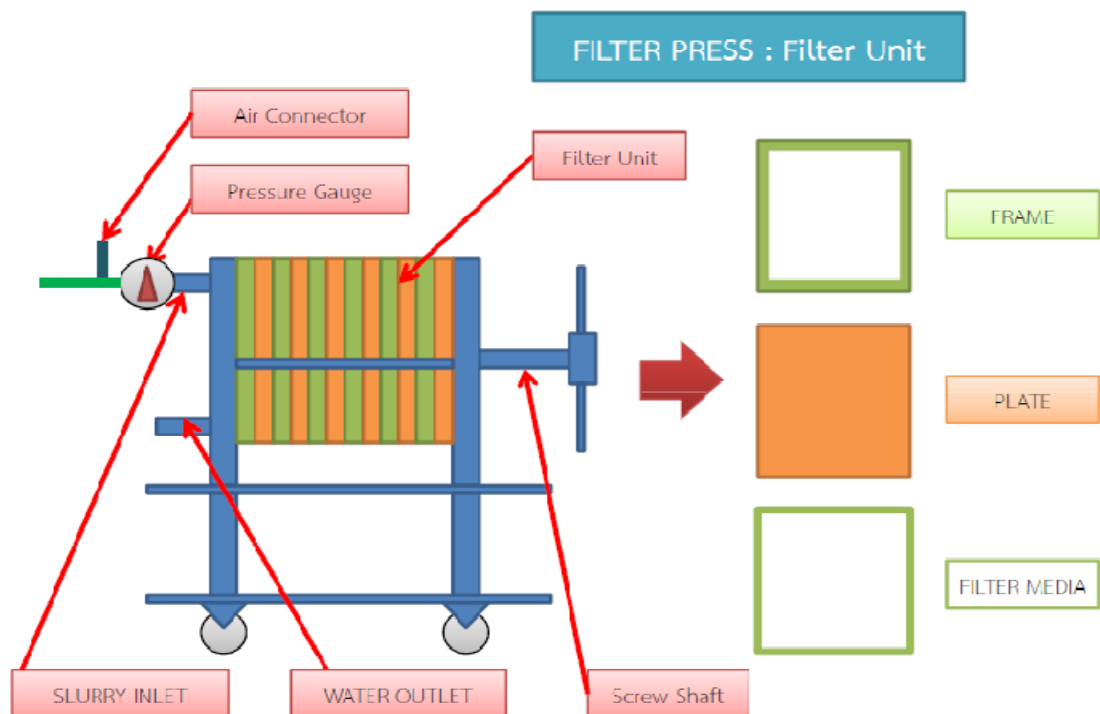 FILTER PRESS : Filter Unit
Air Connector
Filter Unit
Pressure Gauge
FRAME
PLATE
FILTER MEDIA
SLURRY INLET
WATER OUTLET
Screw Shaft